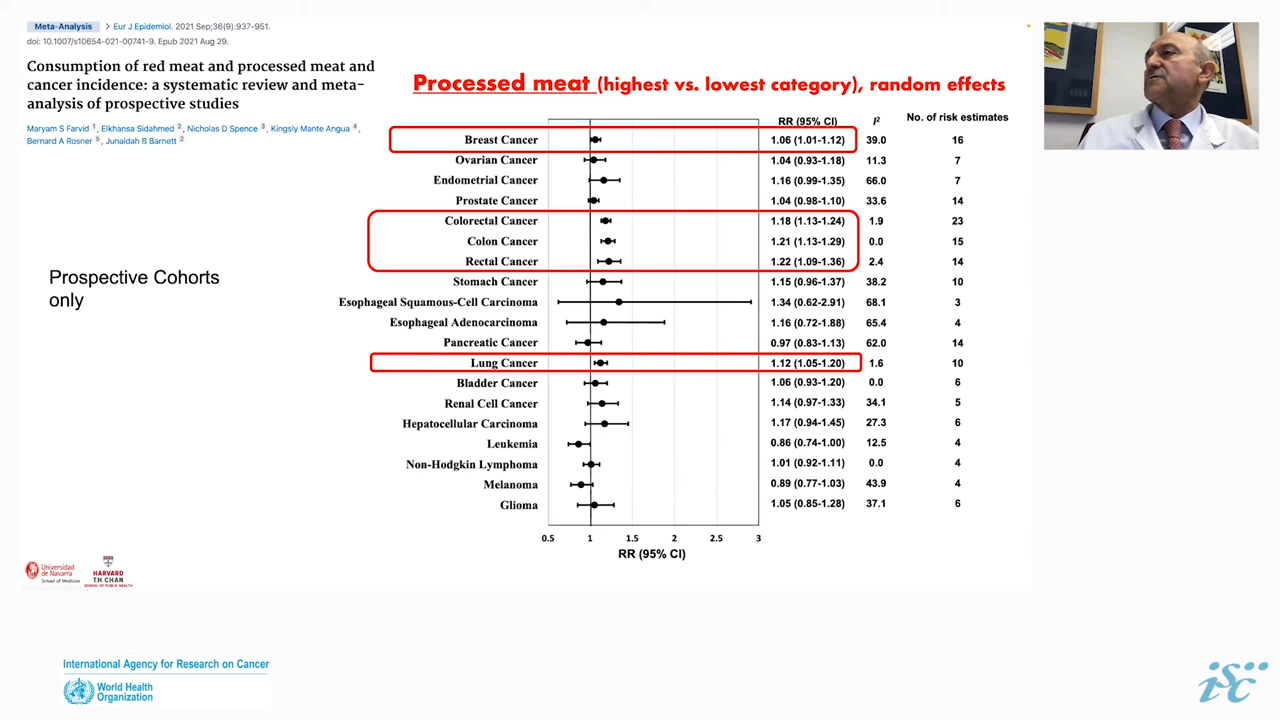 Meta-Analysis > Eur J Epidemiol. 2021 Sep;36(9):937-951.
doi: 10.1007/s10654-021-00741-9. Epub 2021 Aug 29.
Consumption of red meat and processed meat and
cancer incidence: a systematic review and meta-
analysis of prospective studies
Maryam S Farvid 1, Elkhansa Sidahmed 2, Nicholas D Spence 3, Kingsly Mante Angua 4,
Bernard A Rosner 5, Junaidah B Barnett 2
Processed meat (highest vs. lowest category), random effects
RR (95% CI) I² No. of risk estimates
Breast Cancer 1.06 (1.01-1.12) 39.0 16
Ovarian Cancer 1.04 (0.93-1.18) 11.3 7
Endometrial Cancer 1.16 (0.99-1.35) 66.0 7
Prostate Cancer 1.04 (0.98-1.10) 33.6 14
Colorectal Cancer 1.18 (1.13-1.24) 1.9 23
Colon Cancer 1.21 (1.13-1.29) 0.0 15
Rectal Cancer 1.22 (1.09-1.36) 2.4 14
Stomach Cancer 1.15 (0.96-1.37) 38.2 10
Esophageal Squamous-Cell Carcinoma 1.34 (0.62-2.91) 68.1 3
Esophageal Adenocarcinoma 1.16 (0.72-1.88) 65.4 4
Pancreatic Cancer 0.97 (0.83-1.13) 62.0 14
Lung Cancer 1.12 (1.05-1.20) 1.6 10
Bladder Cancer 1.06 (0.93-1.20) 0.0 6
Renal Cell Cancer 1.14 (0.97-1.33) 34.1 5
Hepatocellular Carcinoma 1.17 (0.94-1.45) 27.3 6
Leukemia 0.86 (0.74-1.00) 12.5 4
Non-Hodgkin Lymphoma 1.01 (0.92-1.11) 0.0 4
Melanoma 0.89 (0.77-1.03) 43.9 4
Glioma 1.05 (0.85-1.28) 37.1 6
0.5 1 1.5 2 2.5 3
RR (95% CI)
Prospective Cohorts
only
Universidad
de Navarra
School of Medicine
HARVARD
T.H. CHAN
SCHOOL OF PUBLIC HEALTH
International Agency for Research on Cancer
World Health
Organization
isc